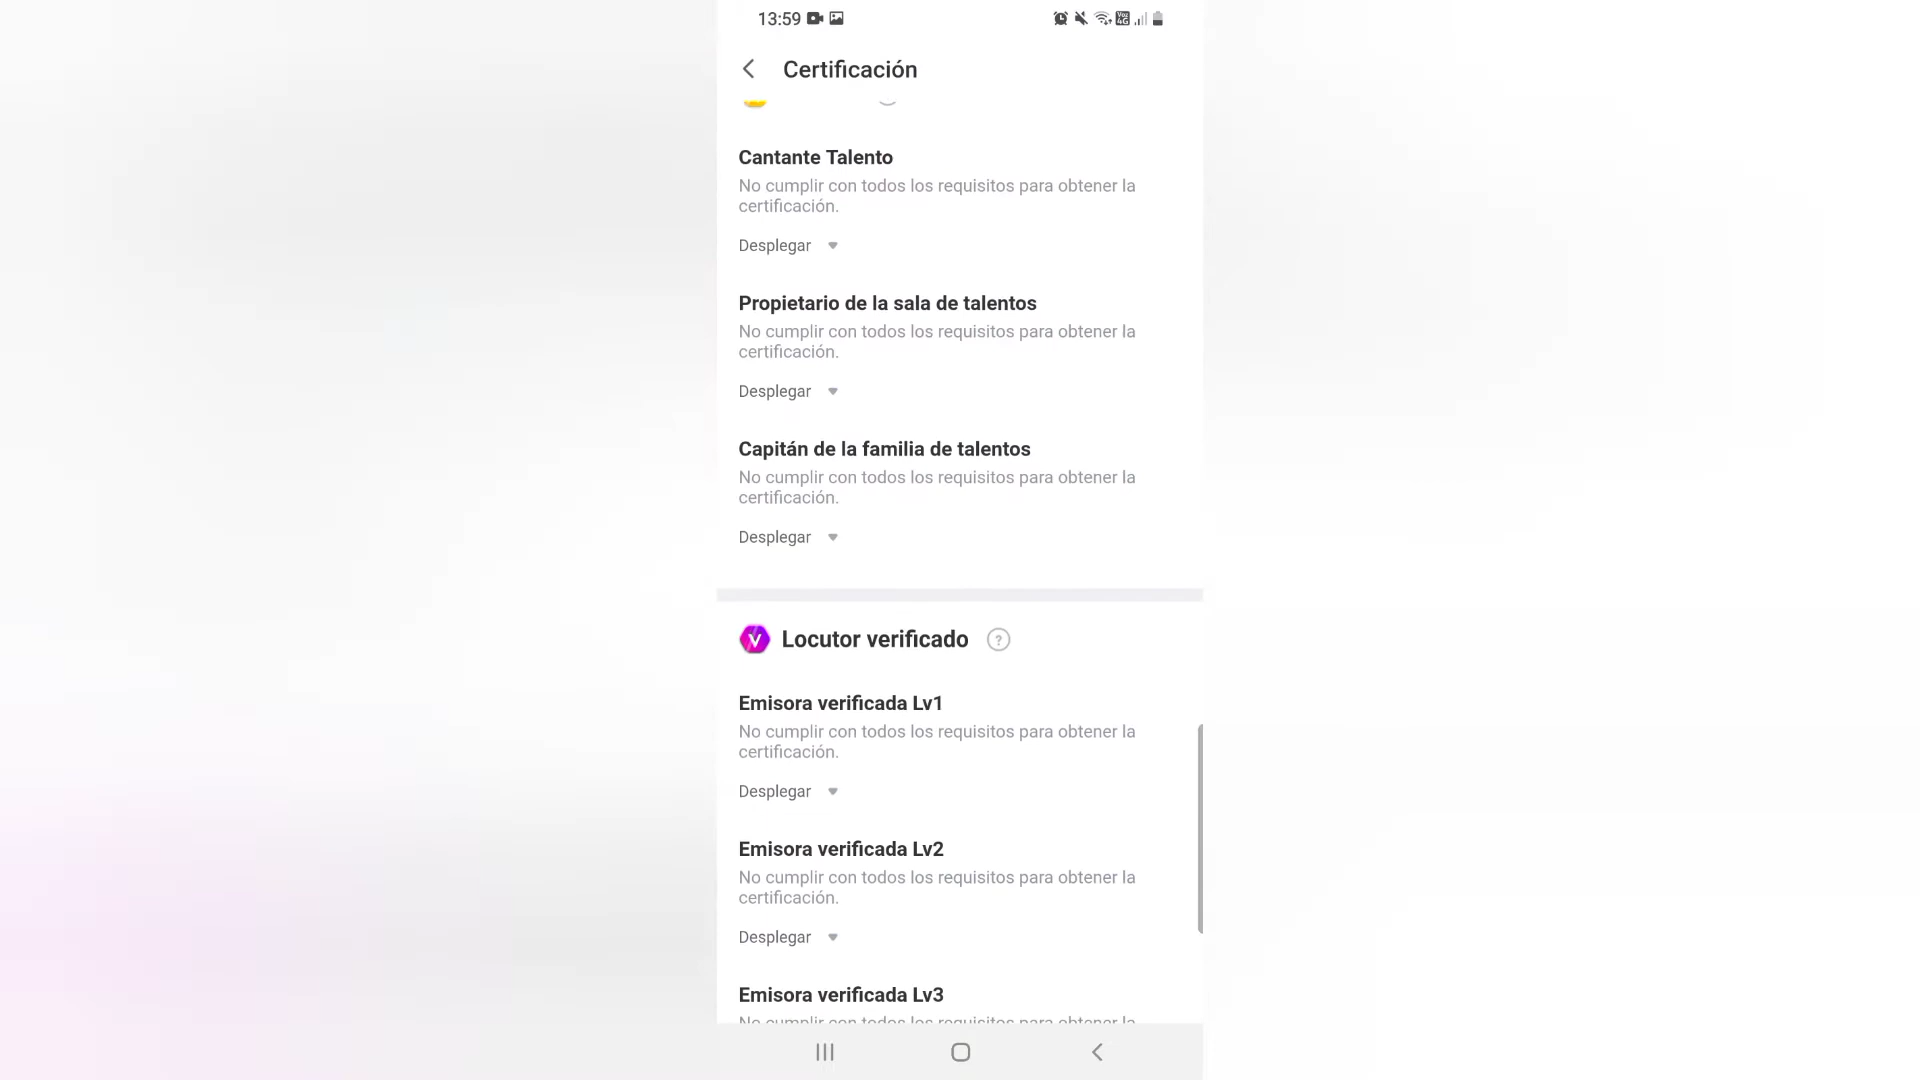 13:59
Certificación
Cantante Talento
No cumplir con todos los requisitos para obtener la
certificación.
Desplegar
Propietario de la sala de talentos
No cumplir con todos los requisitos para obtener la
certificación.
Desplegar
Capitán de la familia de talentos
No cumplir con todos los requisitos para obtener la
certificación.
Desplegar
V Locutor verificado ?
Emisora verificada Lv1
No cumplir con todos los requisitos para obtener la
certificación.
Desplegar
Emisora verificada Lv2
No cumplir con todos los requisitos para obtener la
certificación.
Desplegar
Emisora verificada Lv3
No cumplir con todos los requisitos para obtener la